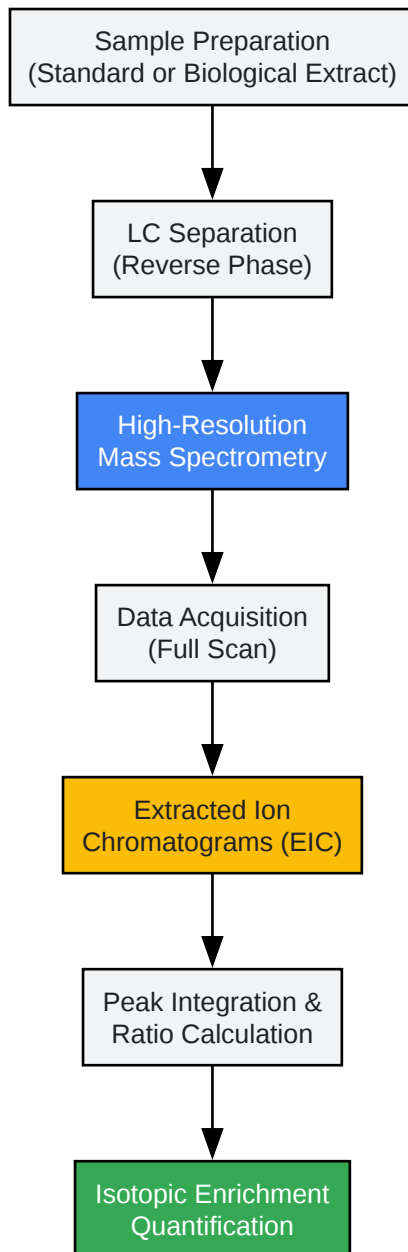 Sample Preparation
(Standard or Biological Extract)
LC Separation
(Reverse Phase)
High-Resolution
Mass Spectrometry
Data Acquisition
(Full Scan)
Extracted Ion
Chromatograms (EIC)
Peak Integration &
Ratio Calculation
Isotopic Enrichment
Quantification